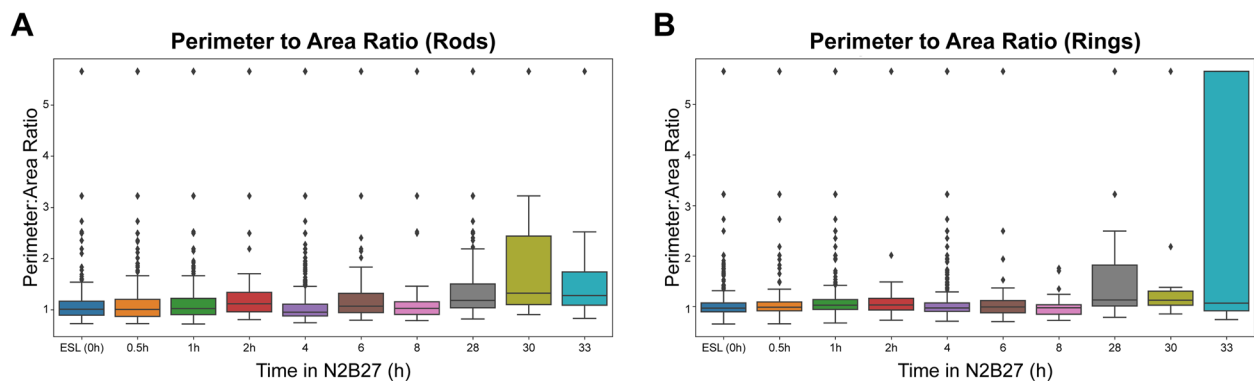 A
Perimeter to Area Ratio (Rods)
Perimeter:Area Ratio
5
4
3
2
1
ESL (0h) 0.5h 1h 2h 4 6 8 28 30 33
Time in N2B27 (h)
B
Perimeter to Area Ratio (Rings)
Perimeter:Area Ratio
5
4
3
2
1
ESL (0h) 0.5h 1h 2h 4 6 8 28 30 33
Time in N2B27 (h)